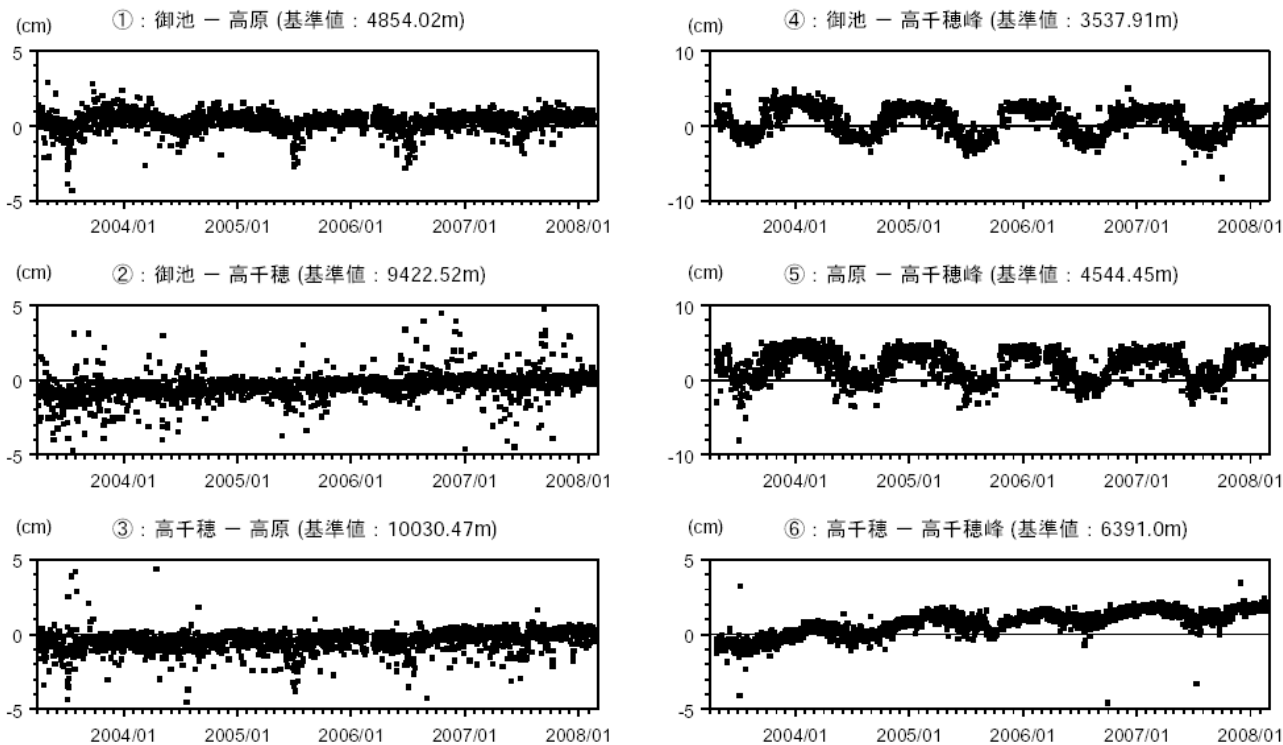 (cm) ①：御池 － 高原 (基準値：4854.02m)
5
0
-5
2004/01 2005/01 2006/01 2007/01 2008/01
(cm) ②：御池 － 高千穂 (基準値：9422.52m)
5
0
-5
2004/01 2005/01 2006/01 2007/01 2008/01
(cm) ③：高千穂 － 高原 (基準値：10030.47m)
5
0
-5
2004/01 2005/01 2006/01 2007/01 2008/01
(cm) ④：御池 － 高千穂峰 (基準値：3537.91m)
10
0
-10
2004/01 2005/01 2006/01 2007/01 2008/01
(cm) ⑤：高原 － 高千穂峰 (基準値：4544.45m)
10
0
-10
2004/01 2005/01 2006/01 2007/01 2008/01
(cm) ⑥：高千穂 － 高千穂峰 (基準値：6391.0m)
5
0
-5
2004/01 2005/01 2006/01 2007/01 2008/01